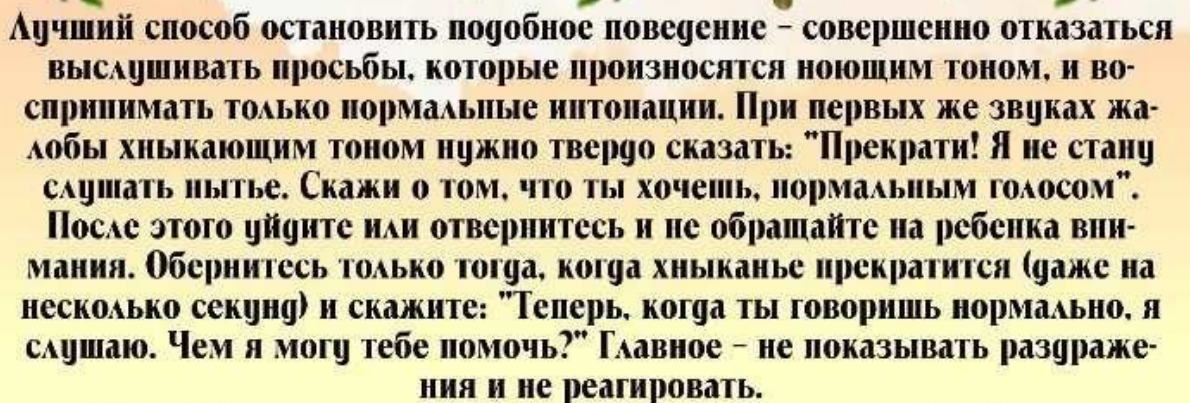 Лучший способ остановить подобное поведение - совершенно отказаться
выслушивать просьбы, которые произносятся ноющим тоном, и во-
спринимать только нормальные интонации. При первых же звуках жа-
лобы хныкающим тоном нужно твердо сказать: "Прекрати! Я не стану
слушать нытье. Скажи о том, что ты хочешь, нормальным голосом".
После этого уйдите или отвернитесь и не обращайте на ребенка вни-
мания. Обернитесь только тогда, когда хныканье прекратится (даже на
несколько секунд) и скажите: "Теперь, когда ты говоришь нормально, я
слушаю. Чем я могу тебе помочь?" Главное - не показывать раздраже-
ния и не реагировать.